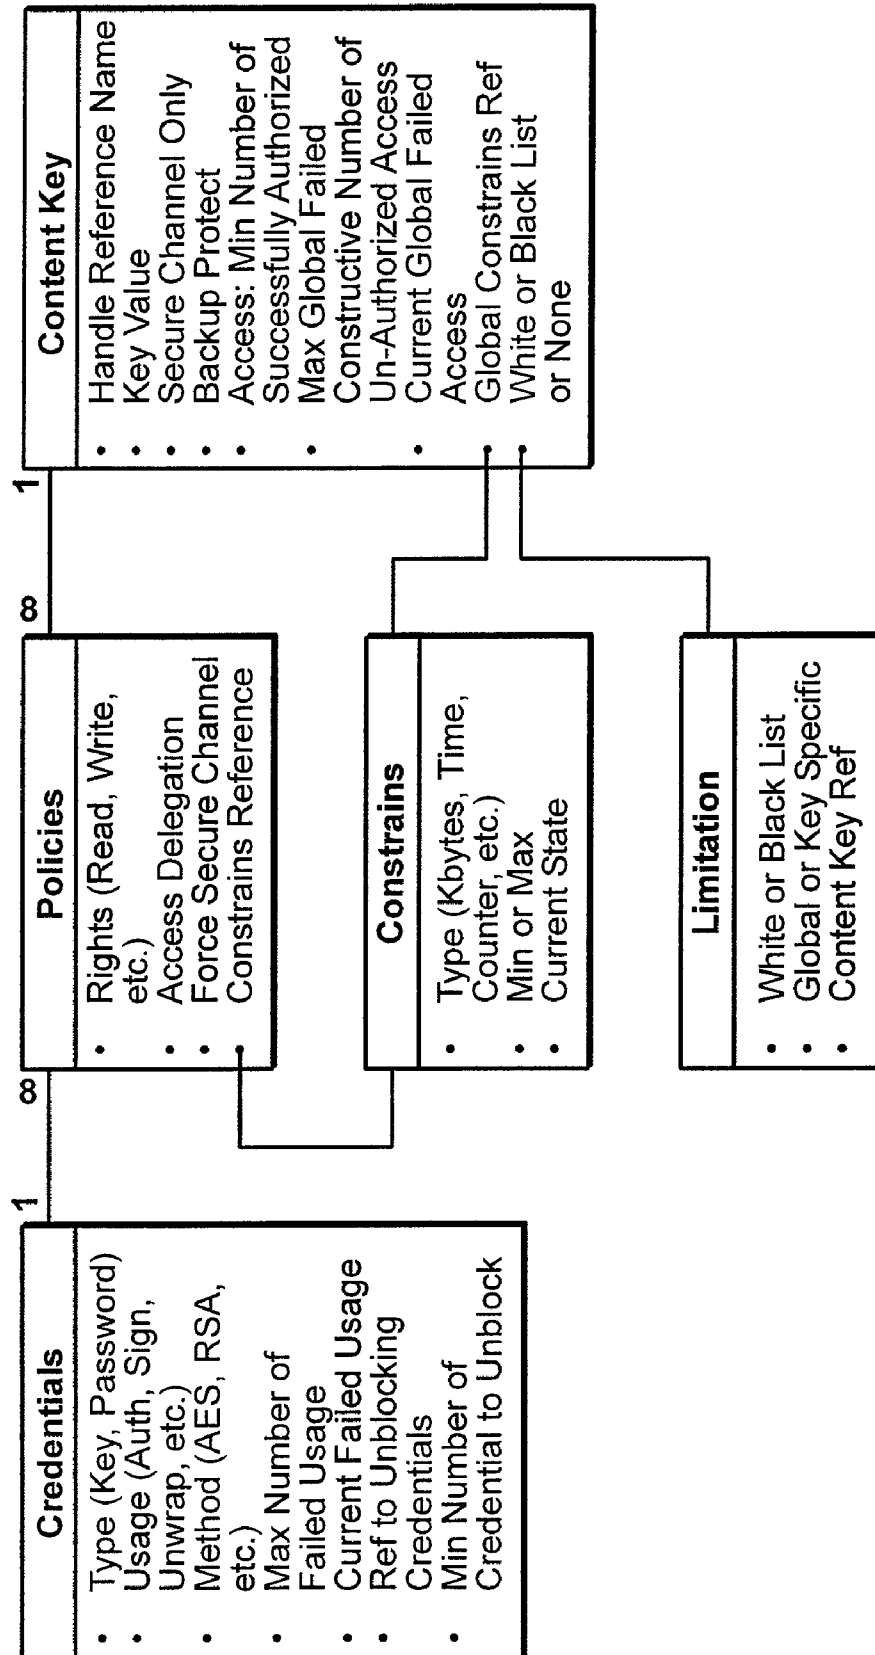 Credentials
Type (Key, Password)
Usage (Auth, Sign,
Unwrap, etc.)
Method (AES, RSA,
etc.)
Max Number of
Failed Usage
Current Failed Usage
Ref to Unblocking
Credentials
Min Number of
Credential to Unblock
1
∞
Policies
Rights (Read, Write,
etc.)
Access Delegation
Force Secure Channel
Constrains Reference
∞
1
Content Key
Handle Reference Name
Key Value
Secure Channel Only
Backup Protect
Access: Min Number of
Successfully Authorized
Max Global Failed
Constructive Number of
Un-Authorized Access
Current Global Failed
Access
Global Constrains Ref
White or Black List
or None
Constrains
Type (Kbytes, Time,
Counter, etc.)
Min or Max
Current State
Limitation
White or Black List
Global or Key Specific
Content Key Ref